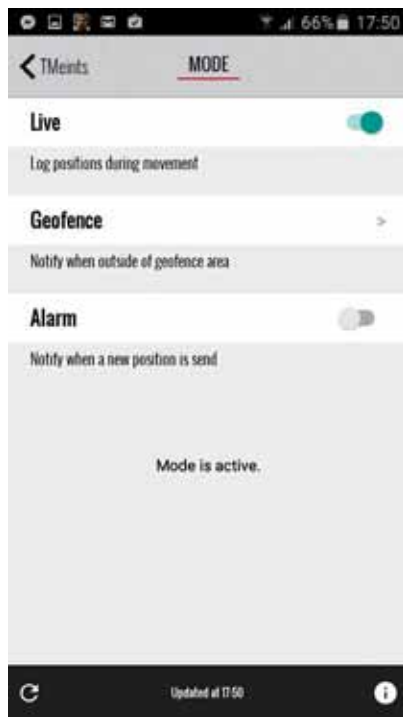 66% 17:50
TMeints MODE
Live
Log positions during movement
Geofence >
Notify when outside of geofence area
Alarm
Notify when a new position is send
Mode is active.
Updated at 17:50